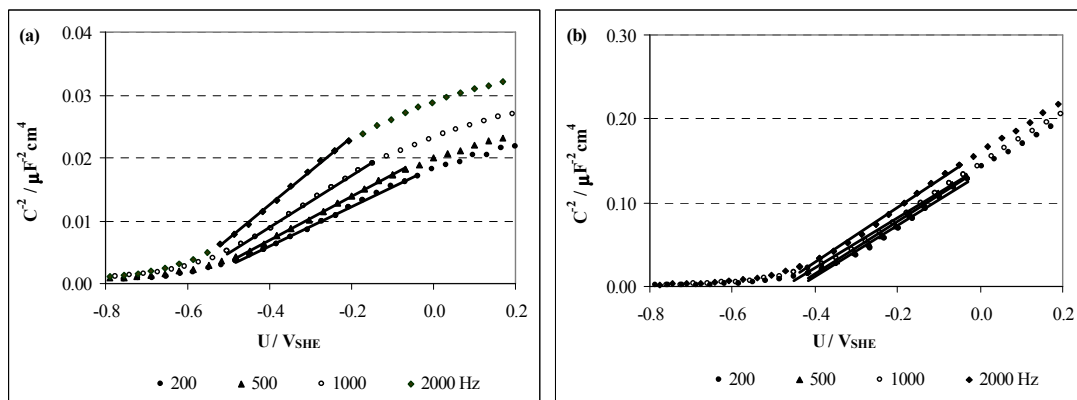 (a)
C⁻² / µF⁻² cm⁴
0.04
0.03
0.02
0.01
0.00
-0.8 -0.6 -0.4 -0.2 0.0 0.2
U / V_SHE
200 500 1000 2000 Hz
(b)
C⁻² / µF⁻² cm⁴
0.30
0.20
0.10
0.00
-0.8 -0.6 -0.4 -0.2 0.0 0.2
U / V_SHE
200 500 1000 2000 Hz